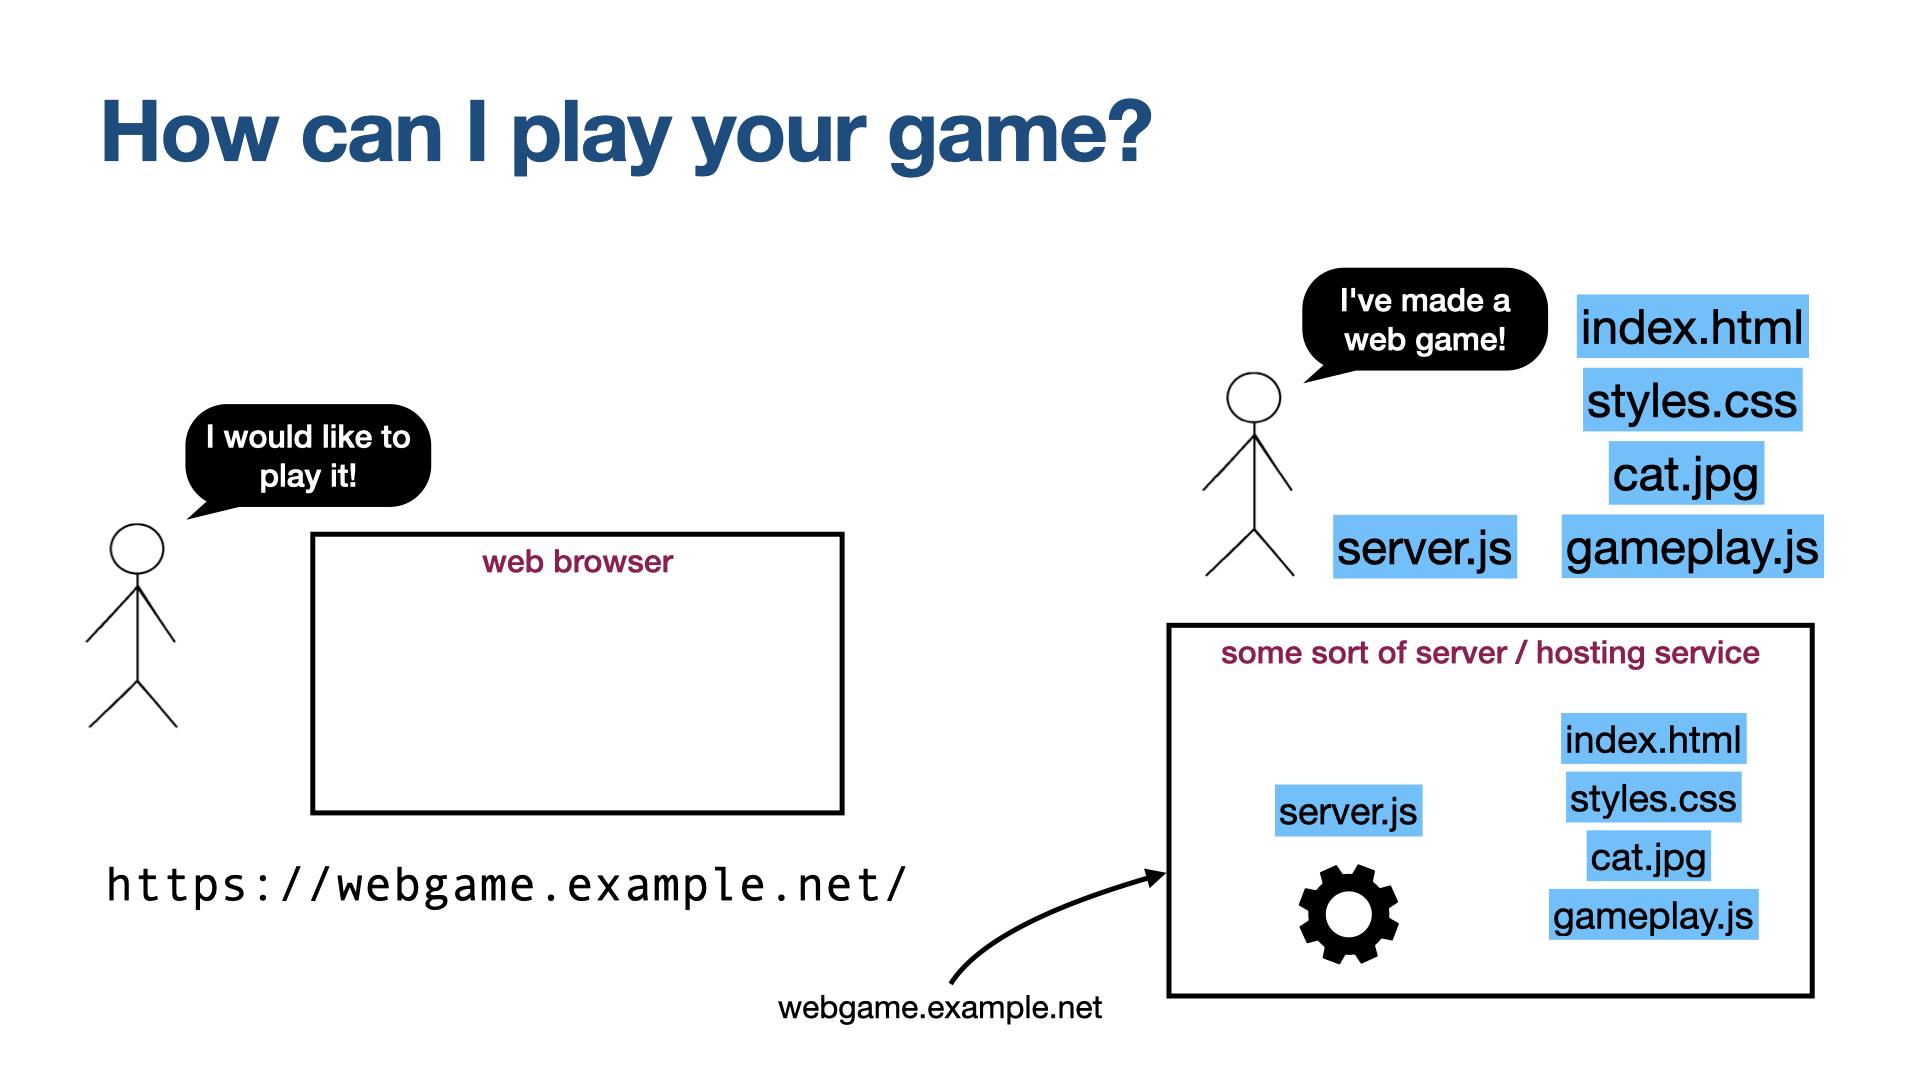 How can I play your game?
I've made a
web game!
index.html
styles.css
cat.jpg
server.js
gameplay.js
I would like to
play it!
web browser
https://webgame.example.net/
some sort of server / hosting service
index.html
styles.css
server.js
cat.jpg
gameplay.js
webgame.example.net